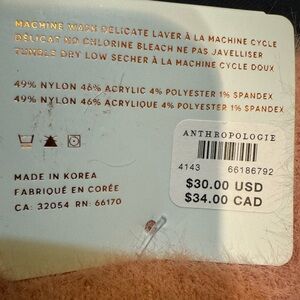 MACHINE WASH DELICATE LAVER À LA MACHINE CYCLE
DÉLICAT NO CHLORINE BLEACH NE PAS JAVELLISER
TUMBLE DRY LOW SECHER À LA MACHINE CYCLE DOUX
49% NYLON 46% ACRYLIC 4% POLYESTER 1% SPANDEX
49% NYLON 46% ACRYLIQUE 4% POLYESTER 1% SPANDEX
ANTHROPOLOGIE
4143 66186792
$30.00 USD
$34.00 CAD
MADE IN KOREA
FABRIQUÉ EN CORÉE
CA: 32054 RN: 66170